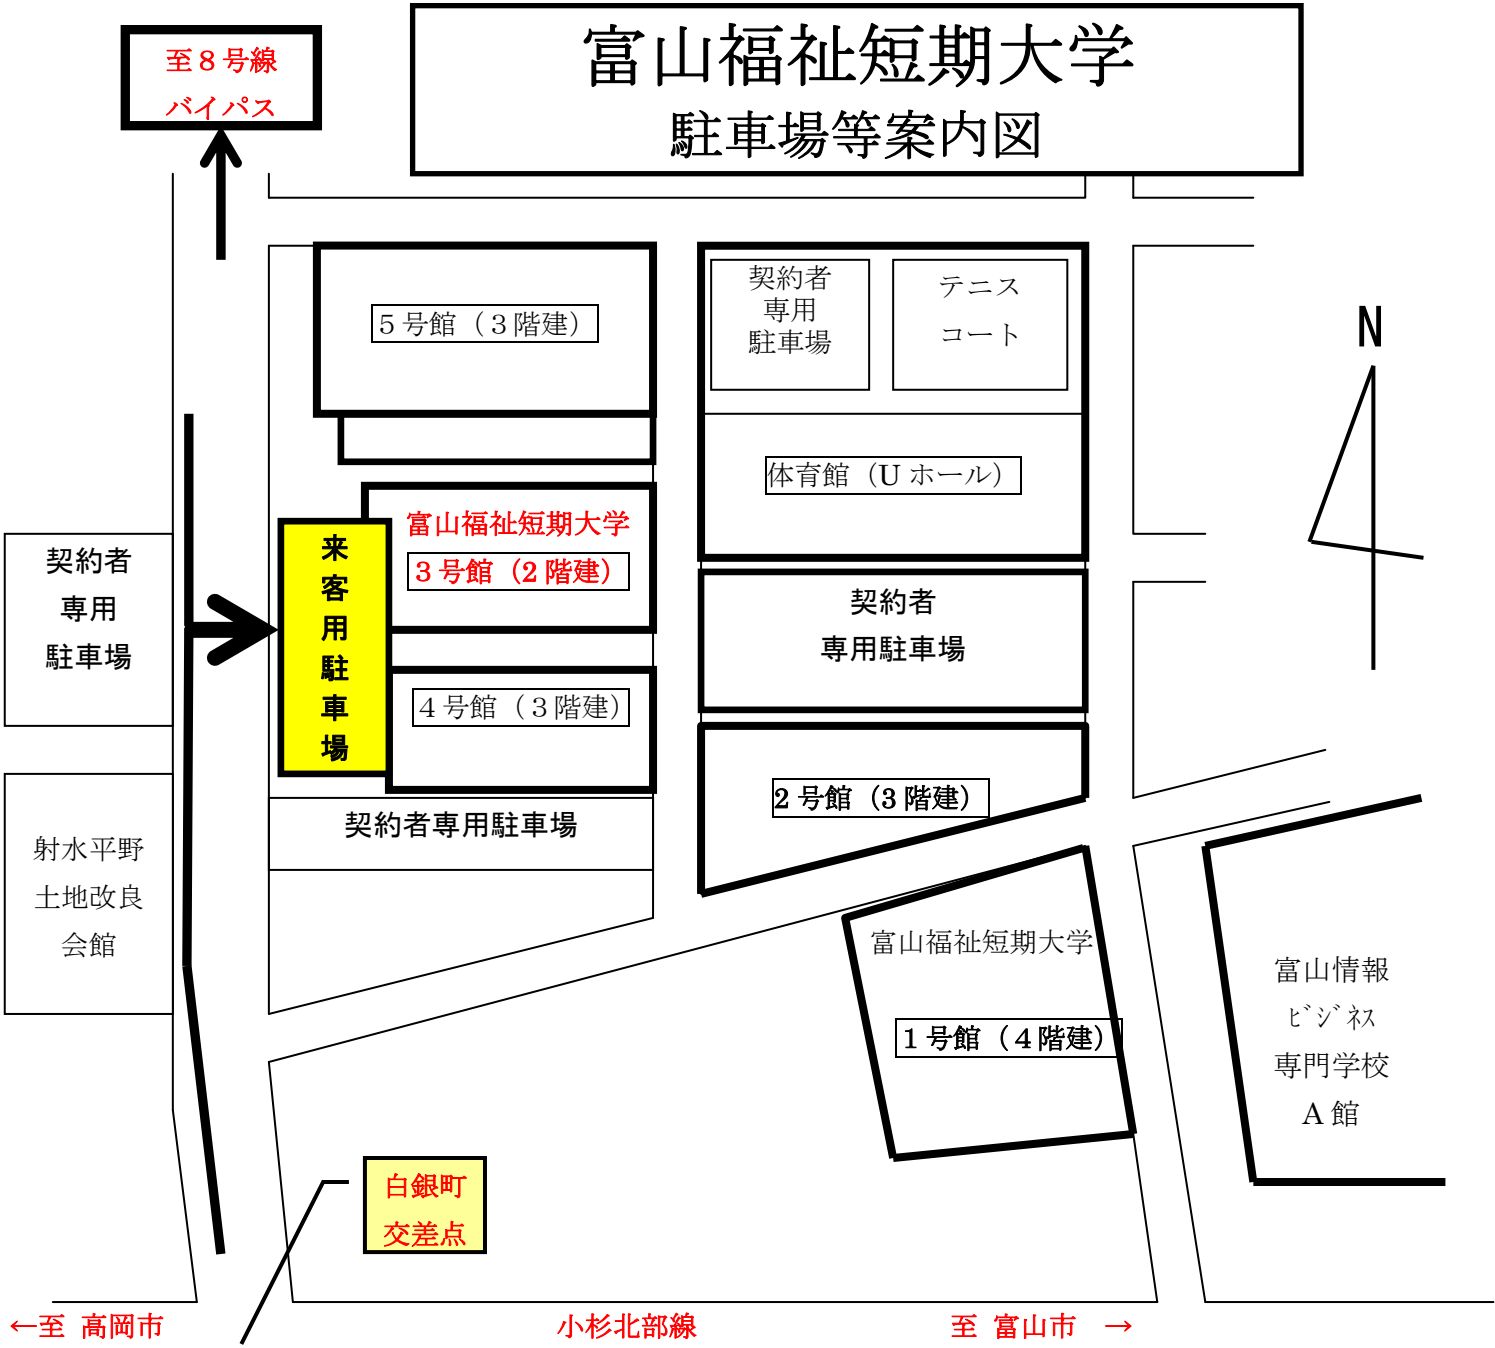 富山福祉短期大学
駐車場等案内図
至８号線
バイパス
５号館（３階建）
契約者
専用
駐車場
テニス
コート
N
体育館（U ホール）
富山福祉短期大学
３号館（２階建）
来
客
用
駐
車
場
契約者
専用
駐車場
契約者
専用駐車場
４号館（３階建）
２号館（３階建）
契約者専用駐車場
射水平野
土地改良
会館
富山福祉短期大学
１号館（４階建）
富山情報
ﾋﾞｼﾞﾈｽ
専門学校
A 館
白銀町
交差点
←至 高岡市
小杉北部線
至 富山市 →